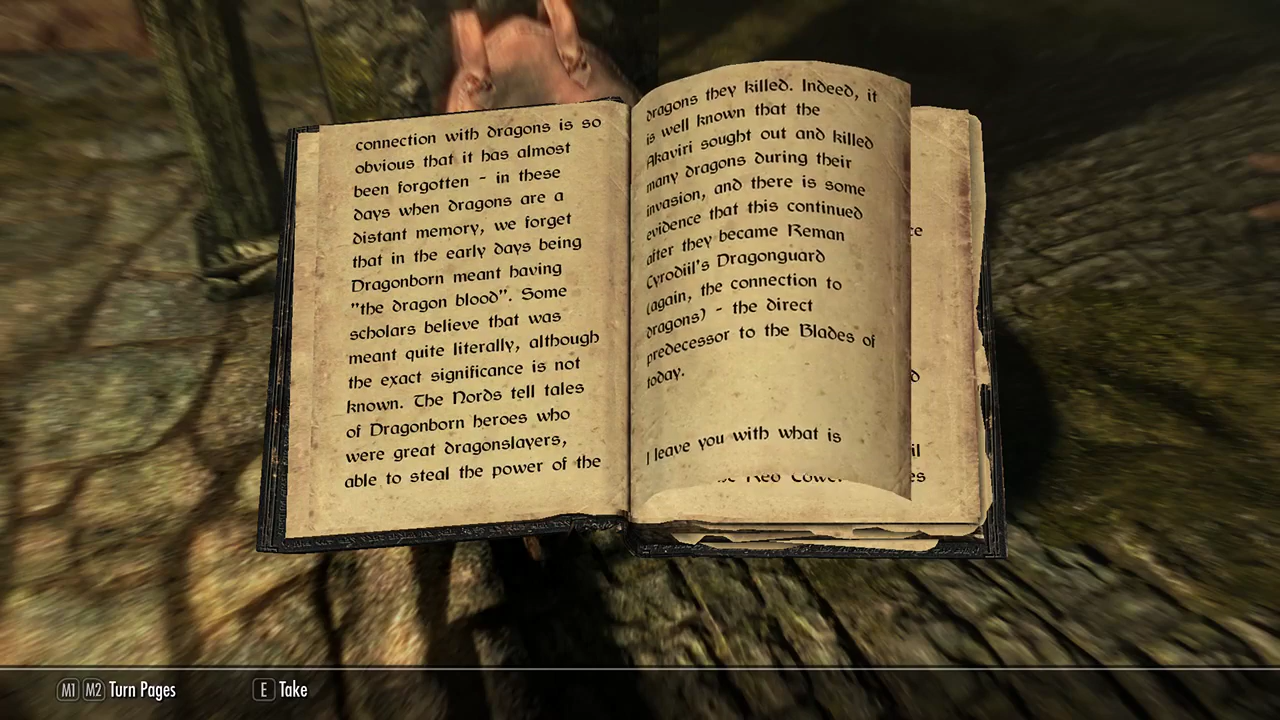 connection with dragons is so
obvious that it has almost
been forgotten - in these
days when dragons are a
distant memory, we forget
that in the early days being
Dragonborn meant having
"the dragon blood". Some
scholars believe that was
meant quite literally, although
the exact significance is not
known. The Nords tell tales
of Dragonborn heroes who
were great dragonslayers,
able to steal the power of the
dragons they killed. Indeed, it
is well known that the
Akaviri sought out and killed
many dragons during their
invasion, and there is some
evidence that this continued
after they became Reman
Cyrodiil's Dragonguard
(again, the connection to
dragons) - the direct
predecessor to the Blades of
today.
I leave you with what is
Red
M1 M2 Turn Pages
E Take